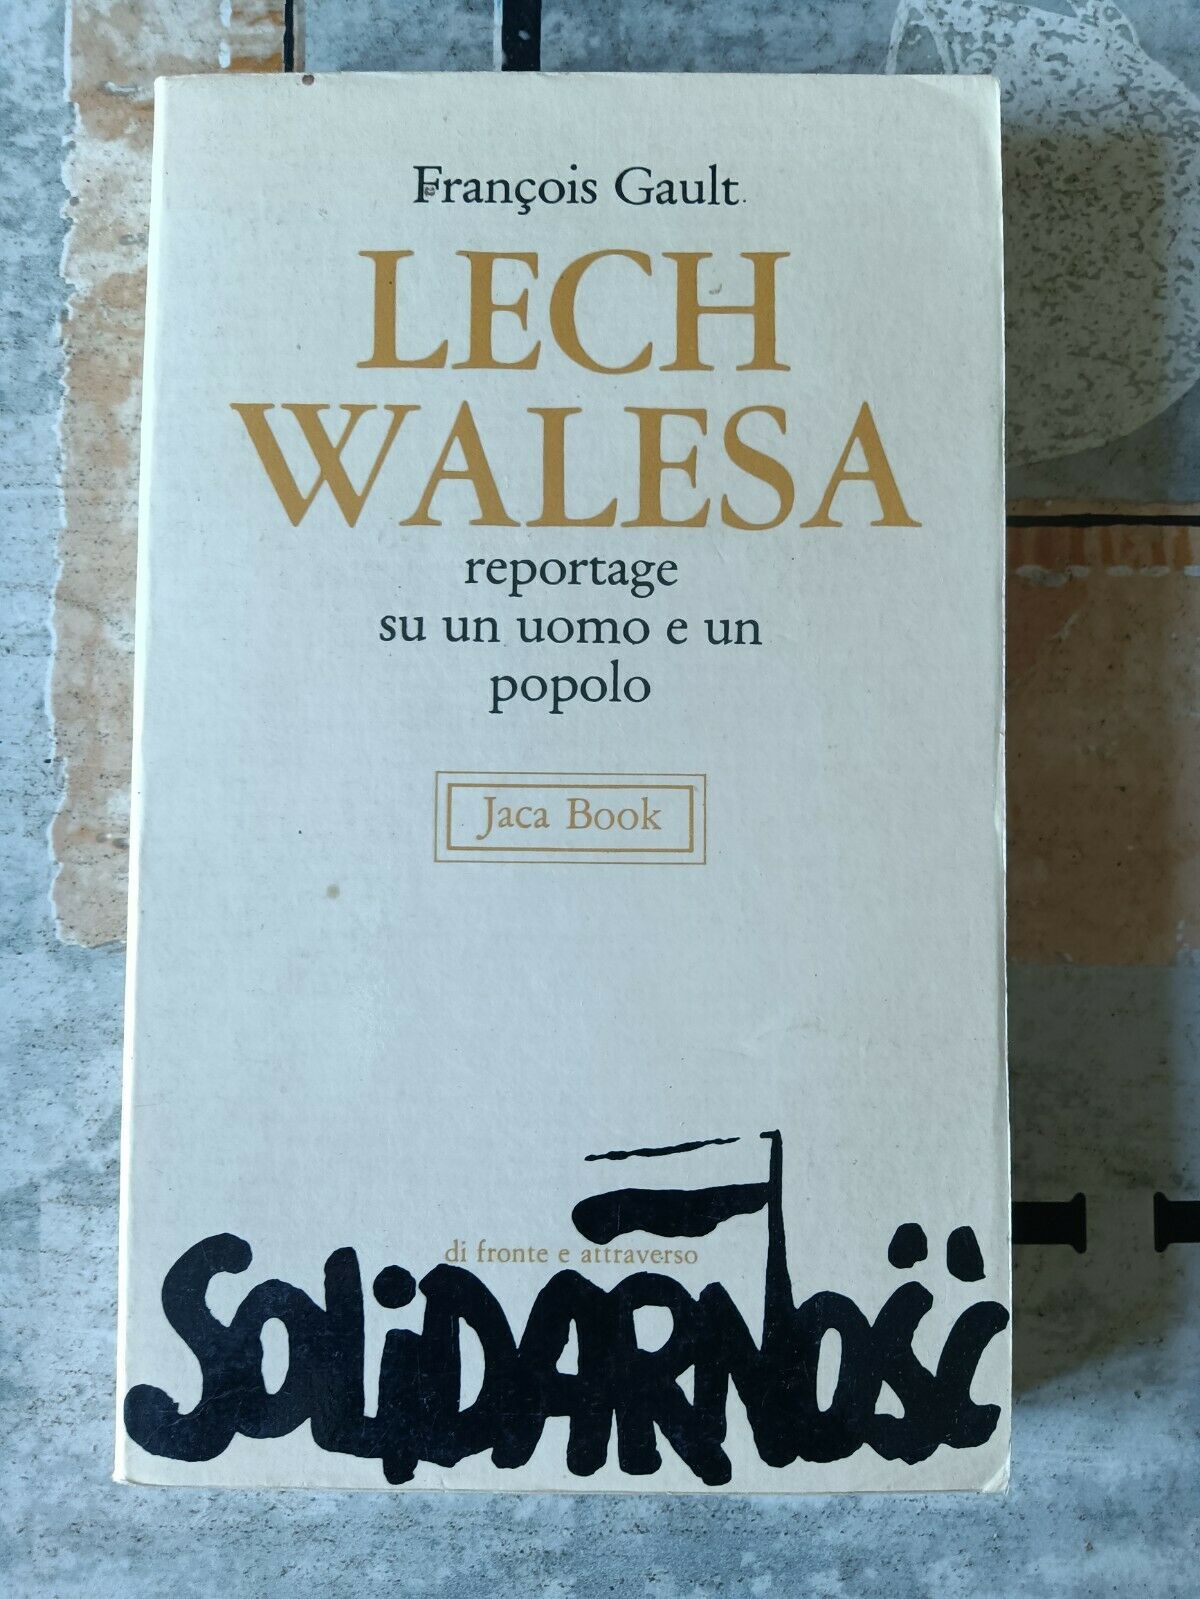 François Gault
LECH
WALESA
reportage
su un uomo e un
popolo
Jaca Book
di fronte e attraverso
SOLIDARNOŚĆ